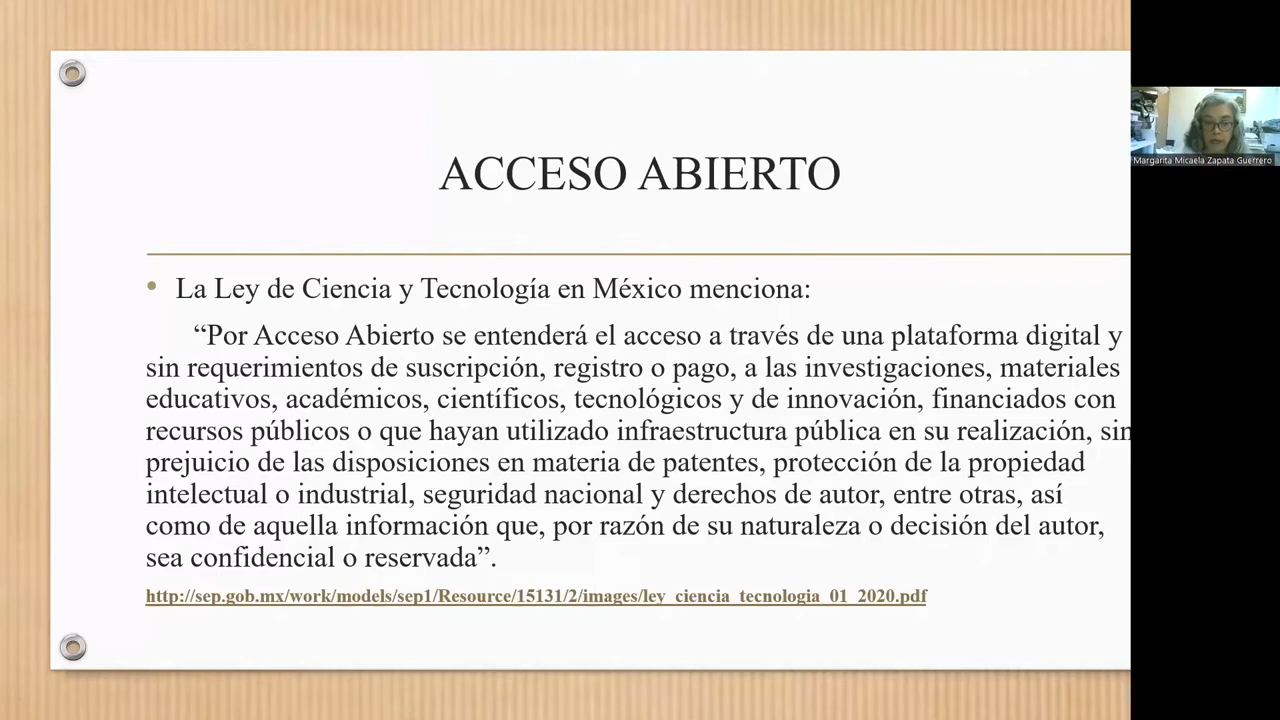 ACCESO ABIERTO
• La Ley de Ciencia y Tecnología en México menciona:
“Por Acceso Abierto se entenderá el acceso a través de una plataforma digital y
sin requerimientos de suscripción, registro o pago, a las investigaciones, materiales
educativos, académicos, científicos, tecnológicos y de innovación, financiados con
recursos públicos o que hayan utilizado infraestructura pública en su realización, sin
prejuicio de las disposiciones en materia de patentes, protección de la propiedad
intelectual o industrial, seguridad nacional y derechos de autor, entre otras, así
como de aquella información que, por razón de su naturaleza o decisión del autor,
sea confidencial o reservada”.
http://sep.gob.mx/work/models/sep1/Resource/15131/2/images/ley_ciencia_tecnologia_01_2020.pdf
Margarita Micaela Zapata Guerrero